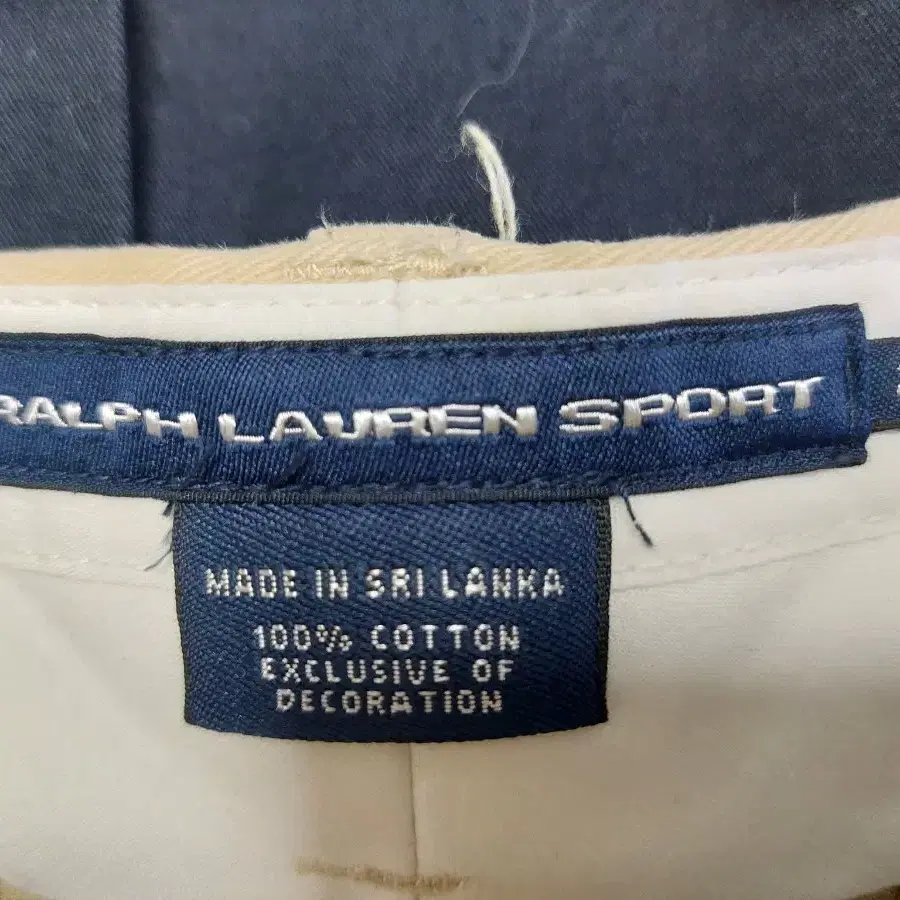 RALPH LAUREN SPORT
MADE IN SRI LANKA
100% COTTON
EXCLUSIVE OF
DECORATION